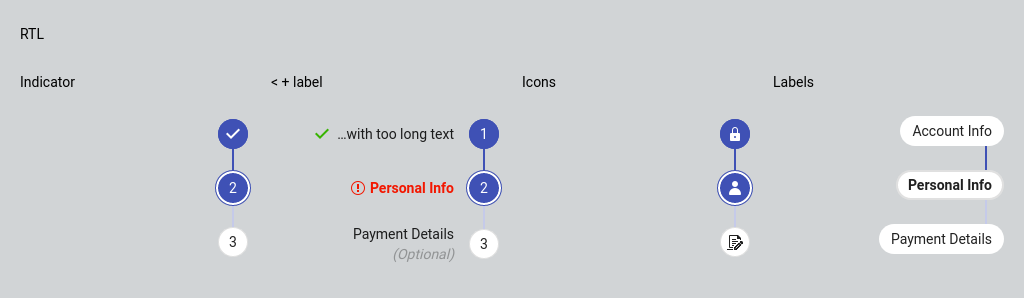 RTL
Indicator
< + label
Icons
Labels
2
3
...with too long text
1
Personal Info
2
Payment Details
(Optional)
3
Account Info
Personal Info
Payment Details